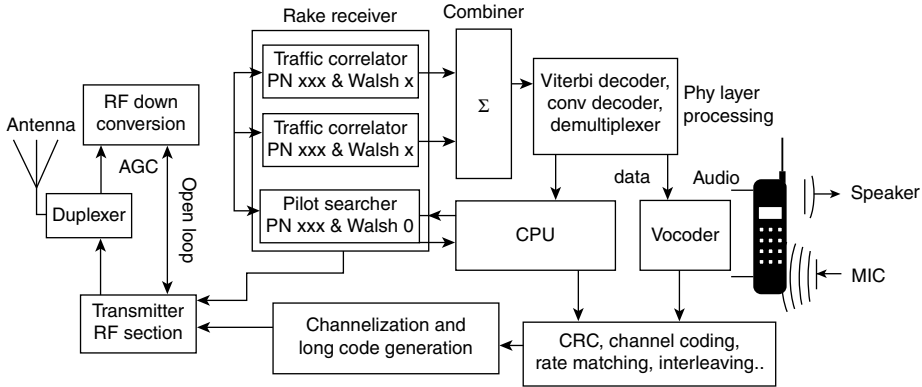 Rake receiver
Combiner
Traffic correlator
PN xxx & Walsh x
Traffic correlator
PN xxx & Walsh x
Pilot searcher
PN xxx & Walsh 0
Σ
Viterbi decoder,
conv decoder,
demultiplexer
Phy layer
processing
RF down
conversion
Antenna
AGC
Open loop
Duplexer
data
Audio
Speaker
CPU
Vocoder
MIC
Transmitter
RF section
Channelization and
long code generation
CRC, channel coding,
rate matching, interleaving..